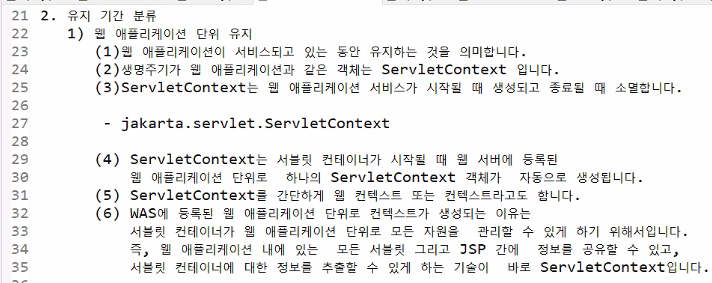 21 2. 유지 기간 분류
22 1) 웹 애플리케이션 단위 유지
23 (1)웹 애플리케이션이 서비스되고 있는 동안 유지하는 것을 의미합니다.
24 (2)생명주기가 웹 애플리케이션과 같은 객체는 ServletContext 입니다.
25 (3)ServletContext는 웹 애플리케이션 서비스가 시작될 때 생성되고 종료될 때 소멸합니다.
26
27 - jakarta.servlet.ServletContext
28
29 (4) ServletContext는 서블릿 컨테이너가 시작될 때 웹 서버에 등록된
30 웹 애플리케이션 단위로 하나의 ServletContext 객체가 자동으로 생성됩니다.
31 (5) ServletContext를 간단하게 웹 컨텍스트 또는 컨텍스트라고도 합니다.
32 (6) WAS에 등록된 웹 애플리케이션 단위로 컨텍스트가 생성되는 이유는
33 서블릿 컨테이너가 웹 애플리케이션 단위로 모든 자원을 관리할 수 있게 하기 위해서입니다.
34 즉, 웹 애플리케이션 내에 있는 모든 서블릿 그리고 JSP 간에 정보를 공유할 수 있고,
35 서블릿 컨테이너에 대한 정보를 추출할 수 있게 하는 기술이 바로 ServletContext입니다.